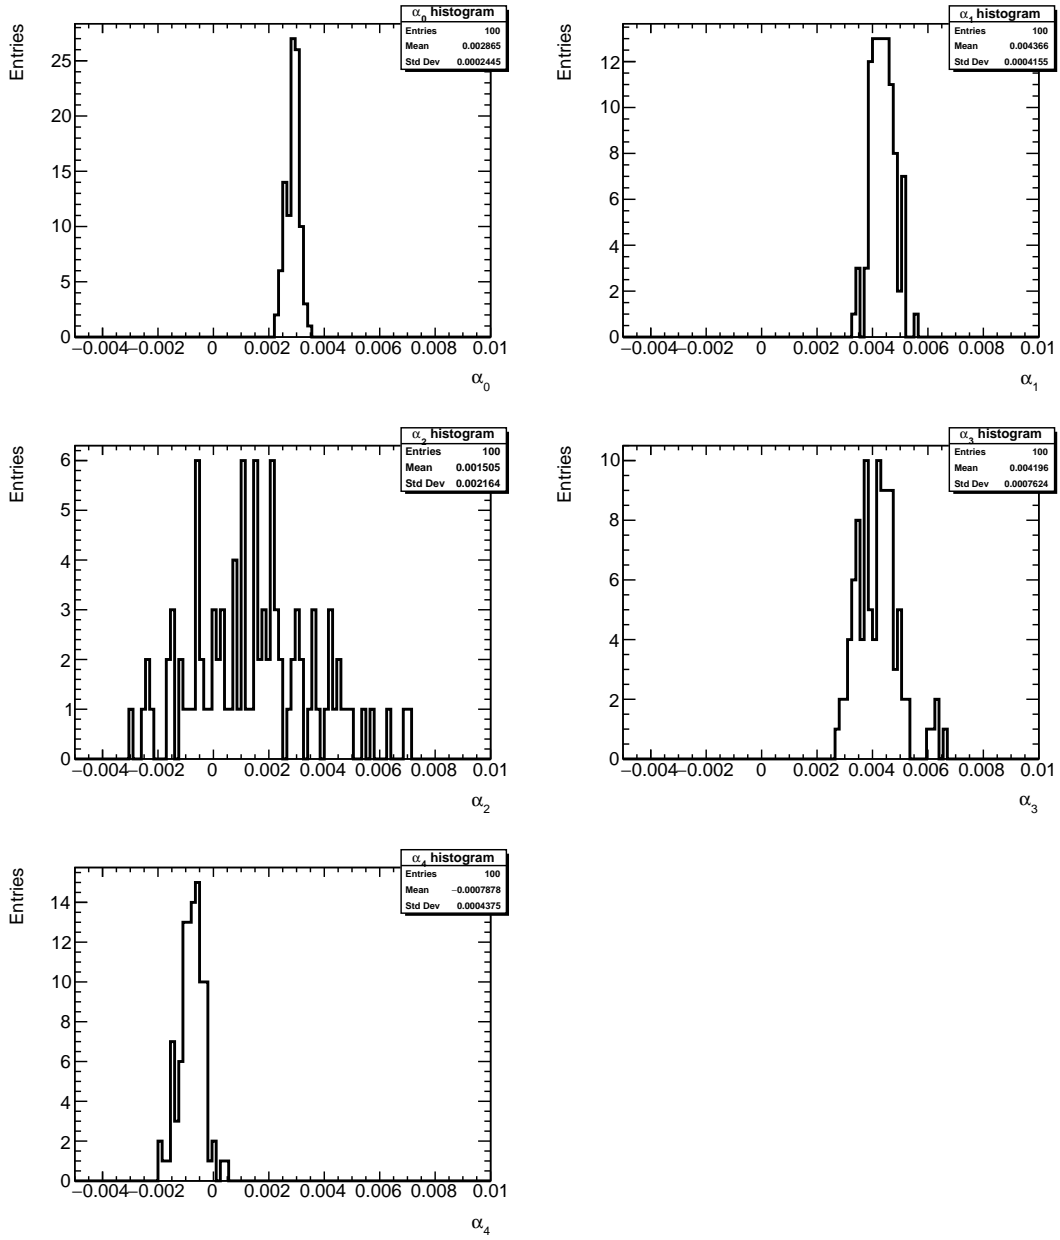 α0 histogram
Entries 100
Mean 0.002865
Std Dev 0.0002445
Entries
25
20
15
10
5
0
−0.004 −0.002 0 0.002 0.004 0.006 0.008 0.01
α0
α1 histogram
Entries 100
Mean 0.004366
Std Dev 0.0004155
Entries
12
10
8
6
4
2
0
−0.004 −0.002 0 0.002 0.004 0.006 0.008 0.01
α1
α2 histogram
Entries 100
Mean 0.001505
Std Dev 0.002164
Entries
6
5
4
3
2
1
0
−0.004 −0.002 0 0.002 0.004 0.006 0.008 0.01
α2
α3 histogram
Entries 100
Mean 0.004196
Std Dev 0.0007624
Entries
10
8
6
4
2
0
−0.004 −0.002 0 0.002 0.004 0.006 0.008 0.01
α3
α4 histogram
Entries 100
Mean −0.0007878
Std Dev 0.0004375
Entries
14
12
10
8
6
4
2
0
−0.004 −0.002 0 0.002 0.004 0.006 0.008 0.01
α4